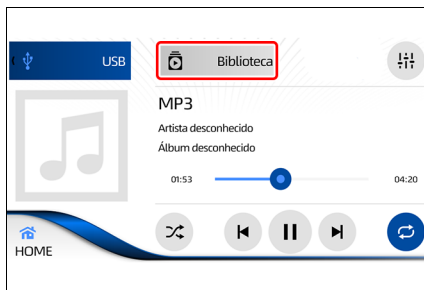 USB
Biblioteca
MP3
Artista desconhecido
Álbum desconhecido
01:53
04:20
HOME